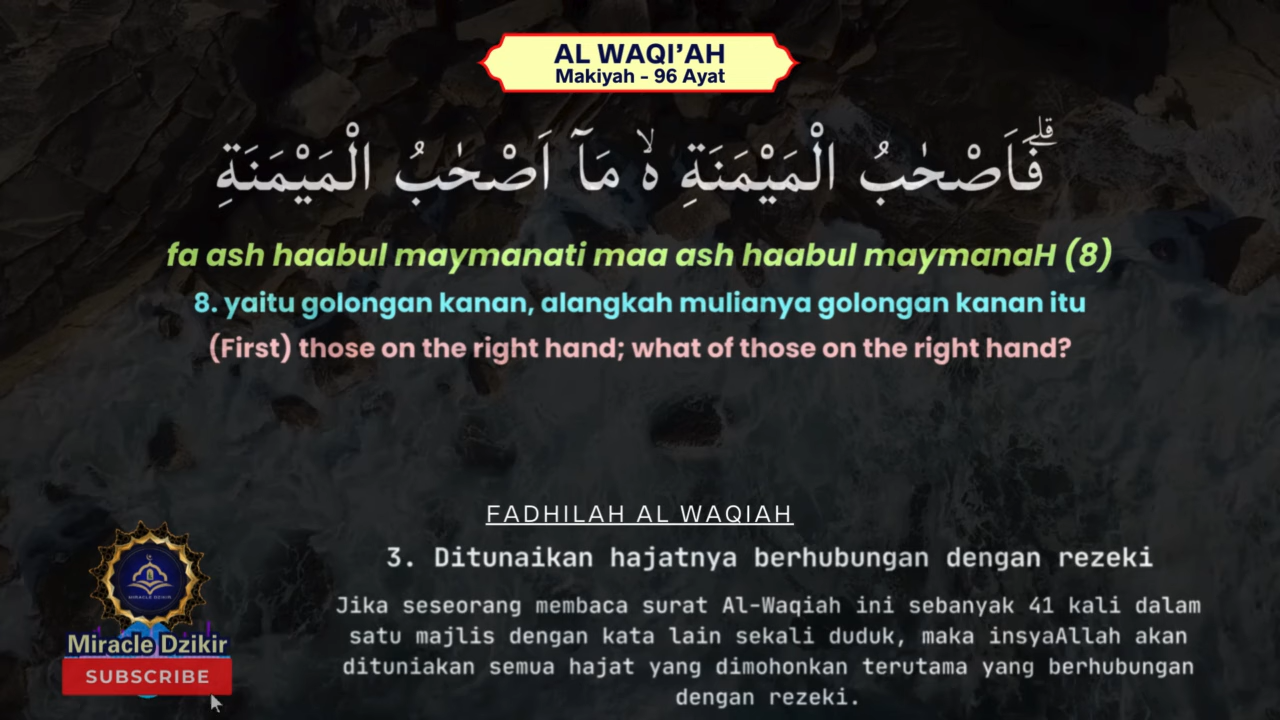 AL WAQI’AH
Makiyah - 96 Ayat
فَاَصْحٰبُ الْمَيْمَنَةِ ەۙ مَآ اَصْحٰبُ الْمَيْمَنَةِۗ
fa ash haabul maymanati maa ash haabul maymanaH (8)
8. yaitu golongan kanan, alangkah mulianya golongan kanan itu
(First) those on the right hand; what of those on the right hand?
FADHILAH AL WAQIAH
3. Ditunaikan hajatnya berhubungan dengan rezeki
Jika seseorang membaca surat Al-Waqiah ini sebanyak 41 kali dalam
satu majlis dengan kata lain sekali duduk, maka insyaAllah akan
dituniakan semua hajat yang dimohonkan terutama yang berhubungan
dengan rezeki.
MIRACLE DZIKIR
Miracle Dzikir
SUBSCRIBE